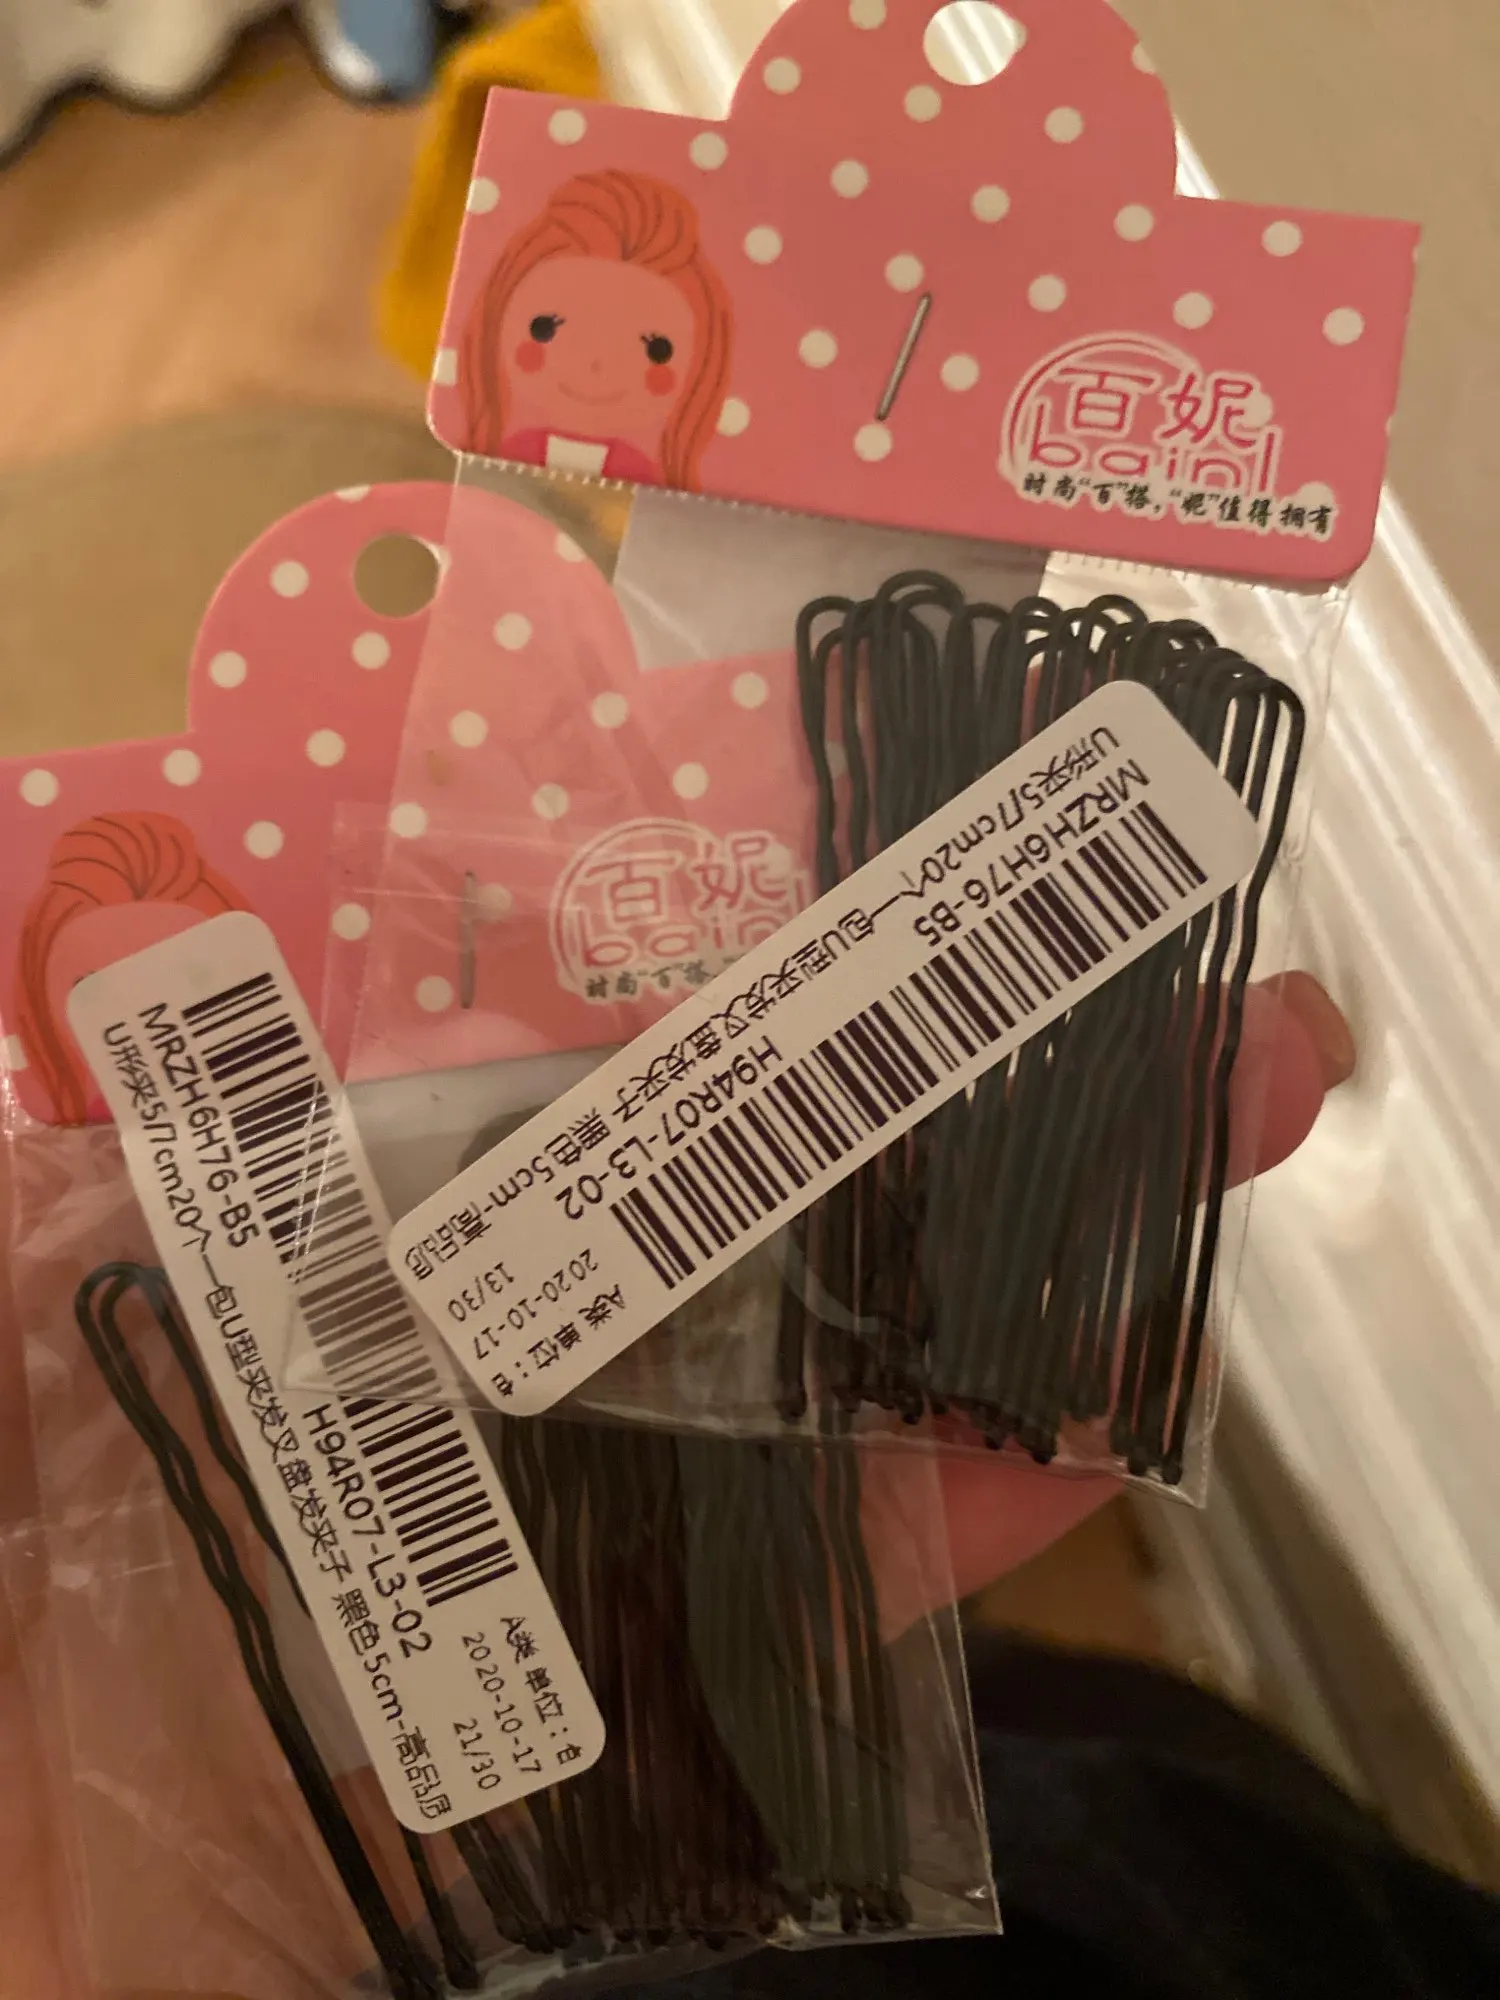 百妮
baini
时尚“百”搭，“妮”值得拥有
百妮
时尚“百”搭，“
U形夹5/7cm20个一包U型夹发叉盘发夹子 黑色5cm-高品质
MRZH6H76-B5
H94R07-L3-02
A类 单位：包
2020-10-17
13/30
MRZH6H76-B5
H94R07-L3-02
U形夹5/7cm20个一包U型夹发叉盘发夹子 黑色5cm-高品质
A类 单位：包
2020-10-17
21/30